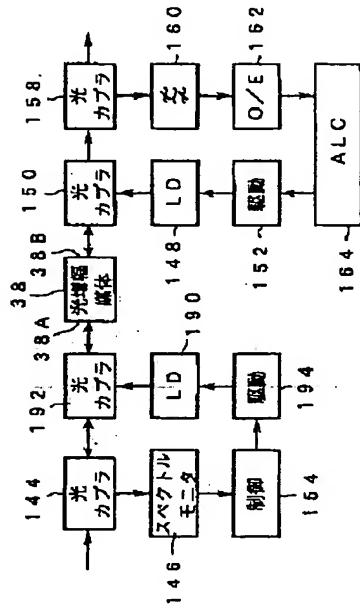 144
光
カプラ
192
光
カプラ
38A
38
38B
光増幅
媒体
150
光
カプラ
158.
光
カプラ
146
スペクトル
モニタ
LD
190
148
LD
160
154
制御
駆動
194
152
駆動
O/E
162
164
ALC